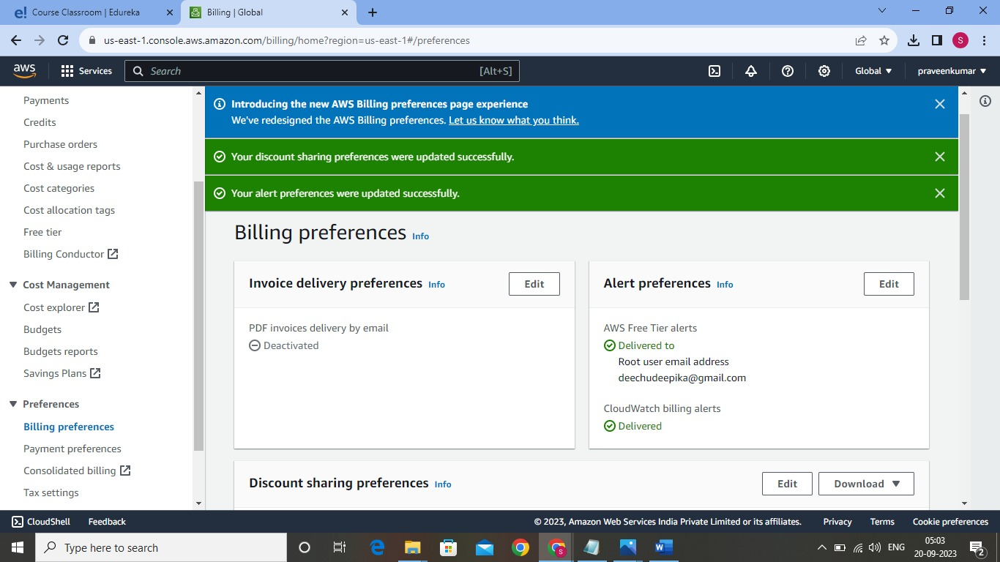 e! Course Classroom | Edureka
Billing | Global
us-east-1.console.aws.amazon.com/billing/home?region=us-east-1#/preferences
S
aws
Services
Search
[Alt+S]
Global
praveenkumar
Payments
Credits
Purchase orders
Cost & usage reports
Cost categories
Cost allocation tags
Free tier
Billing Conductor
Cost Management
Cost explorer
Budgets
Budgets reports
Savings Plans
Preferences
Billing preferences
Payment preferences
Consolidated billing
Tax settings
Introducing the new AWS Billing preferences page experience
We've redesigned the AWS Billing preferences. Let us know what you think.
Your discount sharing preferences were updated successfully.
Your alert preferences were updated successfully.
Billing preferences Info
Invoice delivery preferences Info
Edit
PDF invoices delivery by email
Deactivated
Alert preferences Info
Edit
AWS Free Tier alerts
Delivered to
Root user email address
deechudeepika@gmail.com
CloudWatch billing alerts
Delivered
Discount sharing preferences Info
Edit
Download
CloudShell
Feedback
© 2023, Amazon Web Services India Private Limited or its affiliates.
Privacy
Terms
Cookie preferences
Type here to search
ENG
05:03
20-09-2023
2